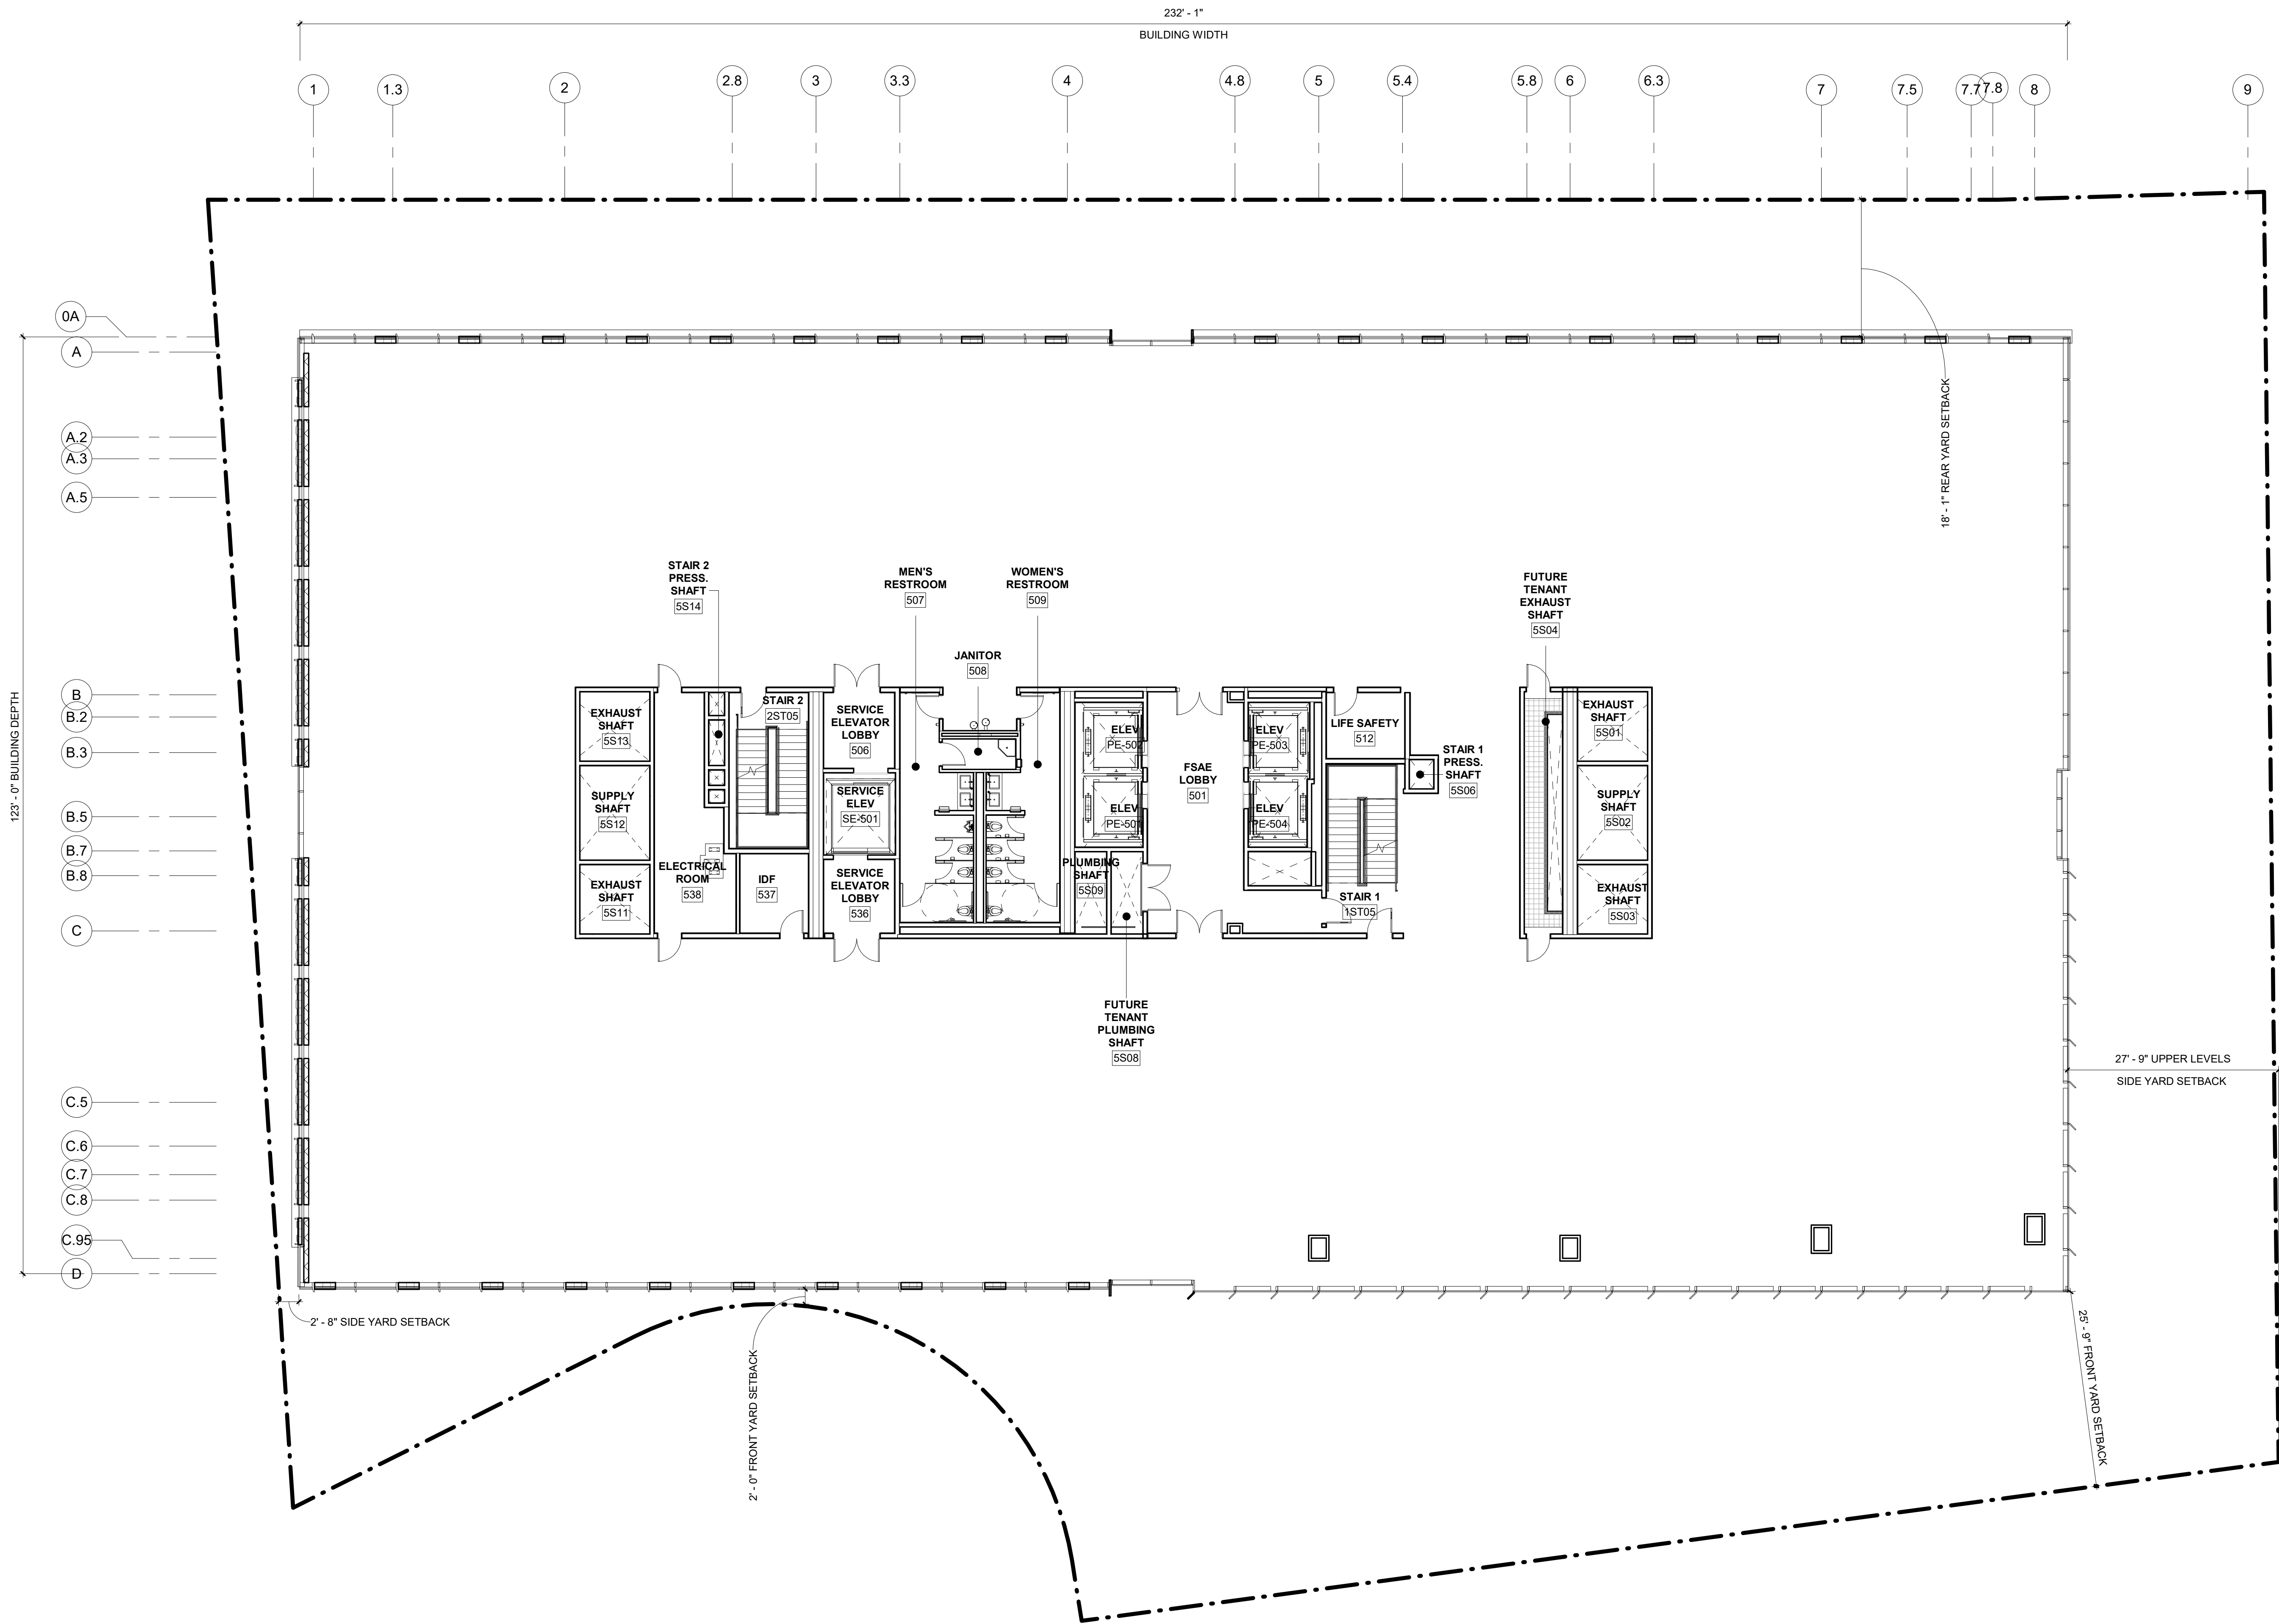 232' - 1"
BUILDING WIDTH
1
1.3
2
2.8
3
3.3
4
4.8
5
5.4
5.8
6
6.3
7
7.5
7.7
7.8
8
9
0A
A
A.2
A.3
A.5
B
B.2
B.3
B.5
B.7
B.8
C
C.5
C.6
C.7
C.8
C.95
D
123' - 0" BUILDING DEPTH
18' - 1" REAR YARD SETBACK
STAIR 2
PRESS.
SHAFT
5S14
MEN'S
RESTROOM
507
WOMEN'S
RESTROOM
509
FUTURE
TENANT
EXHAUST
SHAFT
5S04
JANITOR
508
EXHAUST
SHAFT
5S13
STAIR 2
2ST05
SERVICE
ELEVATOR
LOBBY
506
ELEV
PE-502
ELEV
PE-503
LIFE SAFETY
512
EXHAUST
SHAFT
5S01
STAIR 1
PRESS.
SHAFT
5S06
FSAE
LOBBY
501
SUPPLY
SHAFT
5S12
SERVICE
ELEV
SE-501
ELEV
PE-501
ELEV
PE-504
SUPPLY
SHAFT
5S02
ELECTRICAL
ROOM
538
IDF
537
SERVICE
ELEVATOR
LOBBY
536
PLUMBING
SHAFT
5S09
EXHAUST
SHAFT
5S11
STAIR 1
1ST05
EXHAUST
SHAFT
5S03
FUTURE
TENANT
PLUMBING
SHAFT
5S08
27' - 9" UPPER LEVELS
SIDE YARD SETBACK
2' - 8" SIDE YARD SETBACK
2' - 0" FRONT YARD SETBACK
25' - 9" FRONT YARD SETBACK